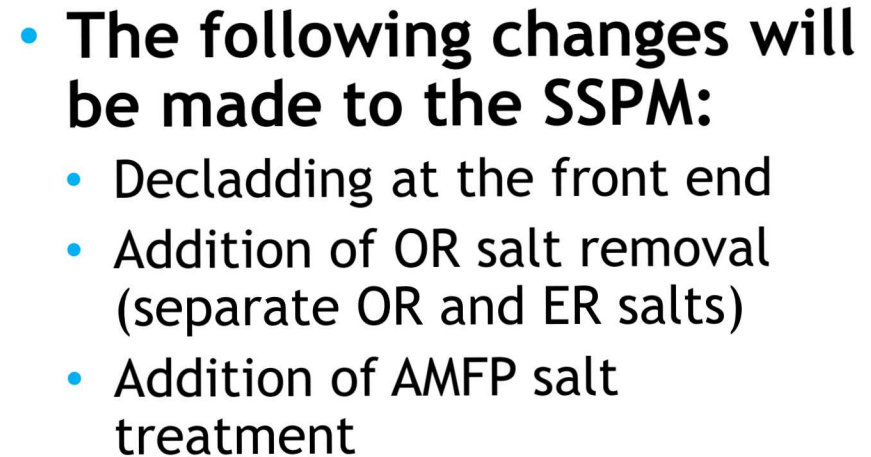 • The following changes will
be made to the SSPM:
• Decladding at the front end
• Addition of OR salt removal
(separate OR and ER salts)
• Addition of AMFP salt
treatment